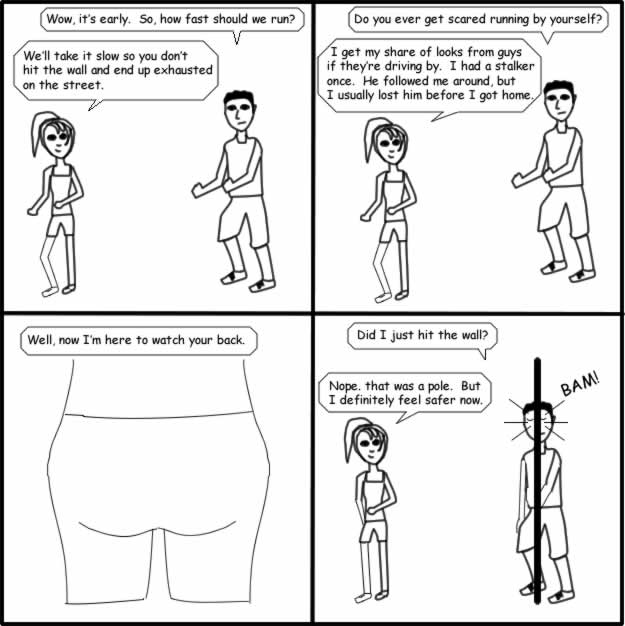 Wow, it's early.  So, how fast should we run?
We'll take it slow so you don't
hit the wall and end up exhausted
on the street.
Do you ever get scared running by yourself?
I get my share of looks from guys
if they're driving by.  I had a stalker
once.  He followed me around, but
I usually lost him before I got home.
Well, now I'm here to watch your back.
Did I just hit the wall?
Nope. that was a pole.  But
I definitely feel safer now.
BAM!